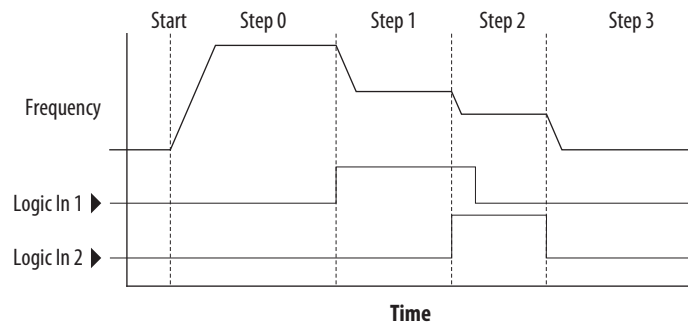 Start Step 0 Step 1 Step 2 Step 3
Frequency
Logic In 1
Logic In 2
Time